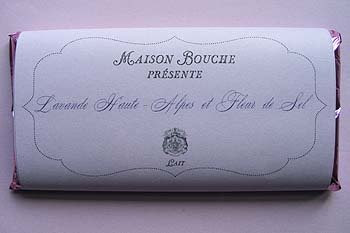 Maison Bouche
présente
Lavande Haute-Alpes et Fleur de Sel
Lait